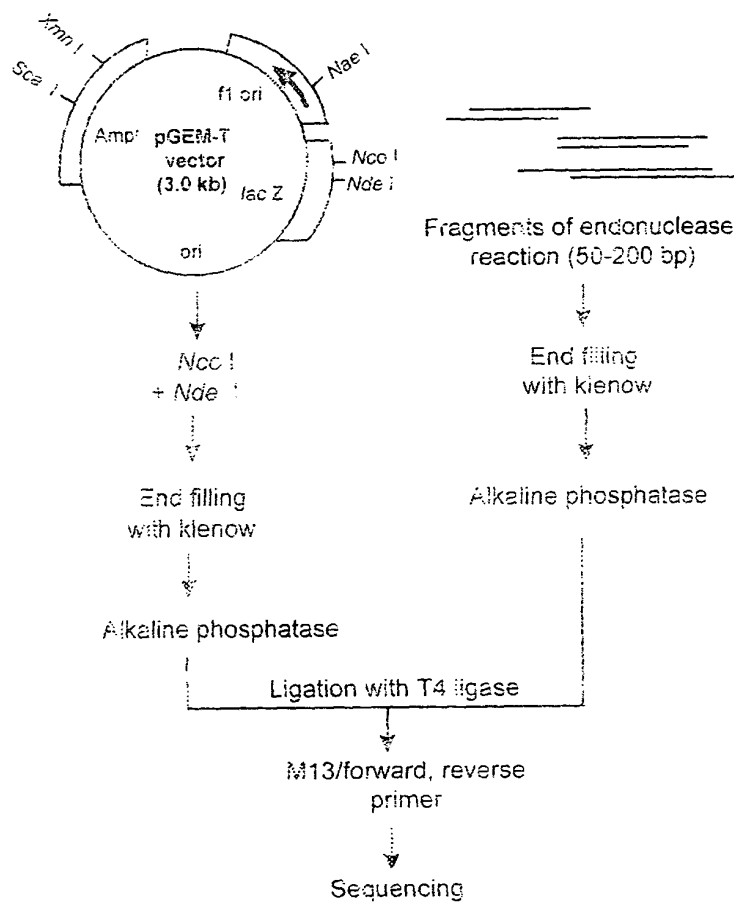 Xmn I
Sca I
Nae I
f1 ori
Ampʳ
pGEM-T
vector
(3.0 kb)
Nco I
Nde I
lac Z
ori
Fragments of endonuclease
reaction (50-200 bp)
Nco I
+ Nde I
End filling
with klenow
End filling
with klenow
Alkaline phosphatase
Alkaline phosphatase
Ligation with T4 ligase
M13/forward, reverse
primer
Sequencing